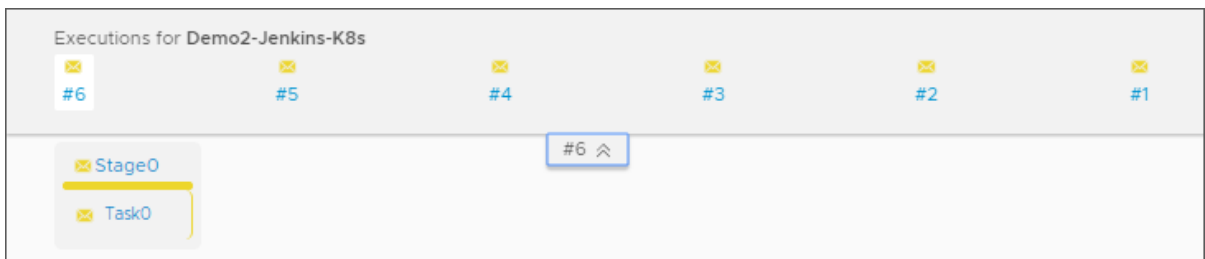 Executions for Demo2-Jenkins-K8s
#6 #5 #4 #3 #2 #1
#6
Stage0
Task0